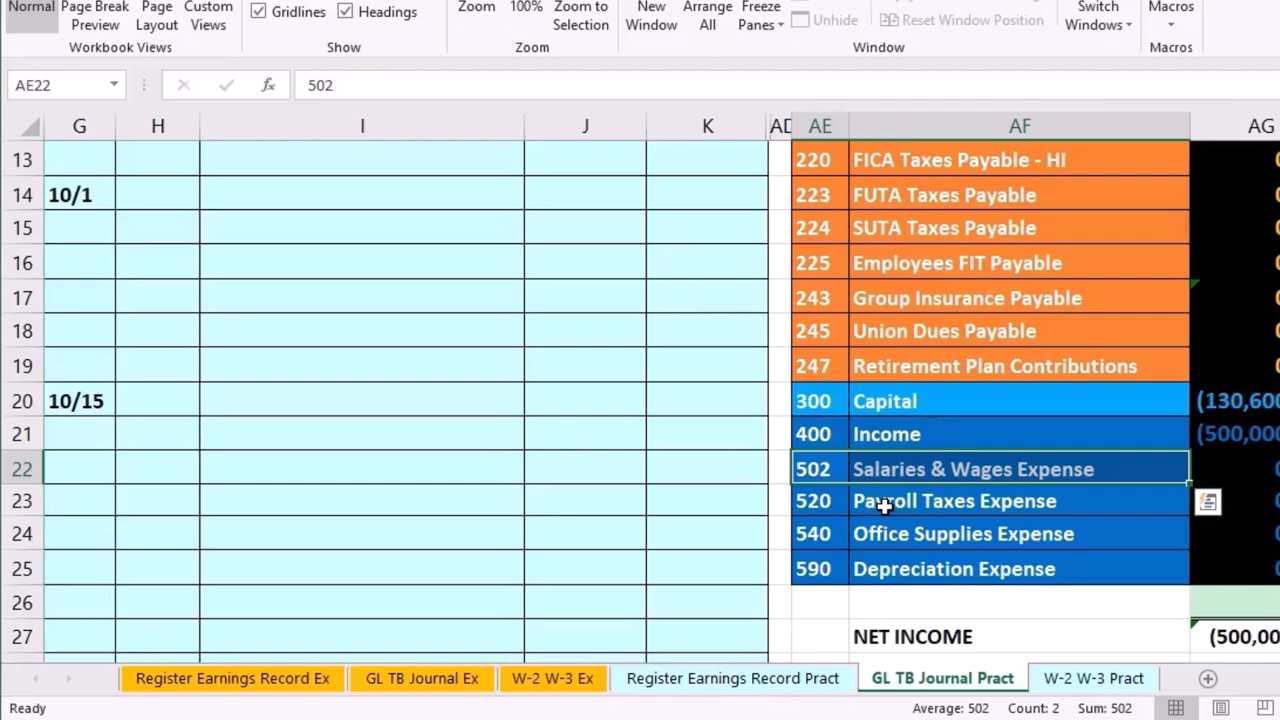 Normal Page Break Preview Page Layout Custom Views
Workbook Views
Gridlines Headings
Show
Zoom 100% Zoom to Selection
Zoom
New Window Arrange All Freeze Panes
Unhide
Reset Window Position
Window
Switch Windows
Macros
Macros
AE22 fx 502
G H I J K AD AE AF AG
13 220 FICA Taxes Payable - HI
14 10/1 223 FUTA Taxes Payable
15 224 SUTA Taxes Payable
16 225 Employees FIT Payable
17 243 Group Insurance Payable
18 245 Union Dues Payable
19 247 Retirement Plan Contributions
20 10/15 300 Capital (130,600
21 400 Income (500,000
22 502 Salaries & Wages Expense
23 520 Payroll Taxes Expense
24 540 Office Supplies Expense
25 590 Depreciation Expense
26
27 NET INCOME (500,00
Register Earnings Record Ex GL TB Journal Ex W-2 W-3 Ex Register Earnings Record Pract GL TB Journal Pract W-2 W-3 Pract
Ready Average: 502 Count: 2 Sum: 502